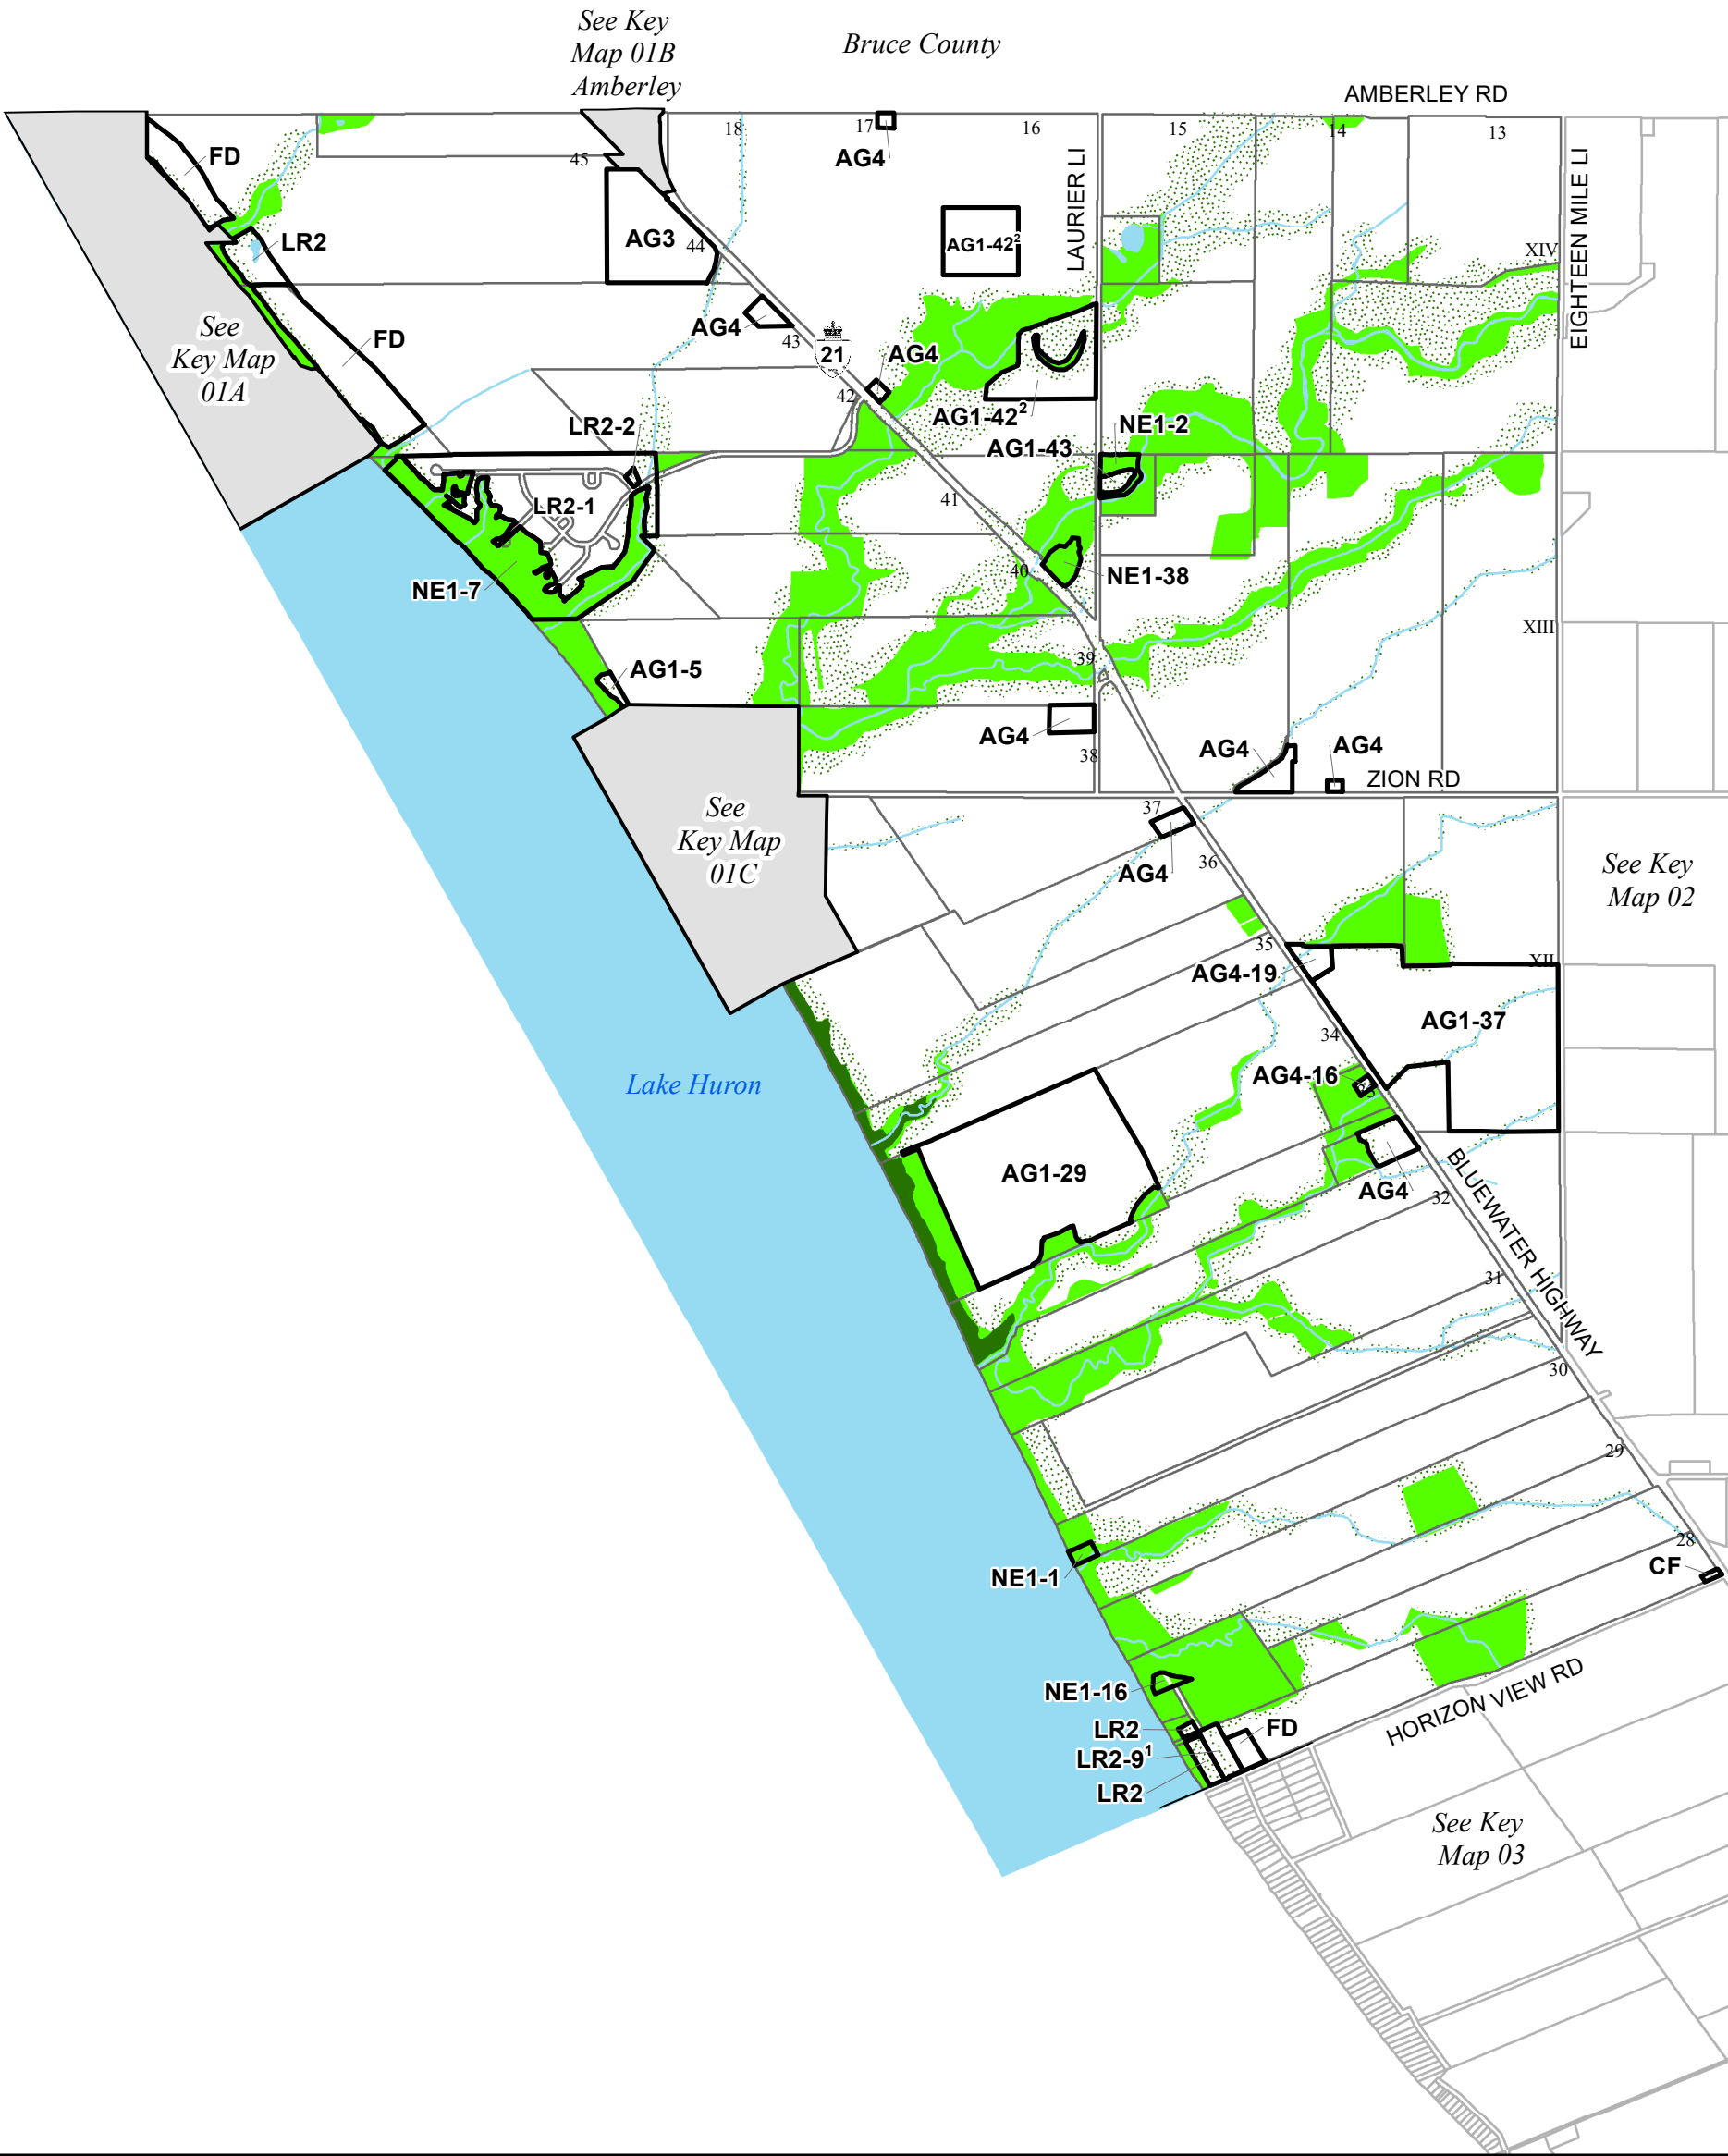 See Key
Map 01B
Amberley
Bruce County
AMBERLEY RD
18
17
16
15
14
13
FD
45
AG4
LAURIER LI
EIGHTEEN MILE LI
LR2
AG3
44
AG1-42²
XIV
See
Key Map
01A
FD
AG4
43
21
AG4
42
AG1-42²
LR2-2
NE1-2
AG1-43
LR2-1
41
NE1-7
40
NE1-38
XIII
39
AG1-5
AG4
38
AG4
AG4
ZION RD
See
Key Map
01C
37
36
AG4
See Key
Map 02
35
XII
AG4-19
AG1-37
34
Lake Huron
AG4-16
33
AG1-29
BLUEWATER HIGHWAY
AG4
32
31
30
29
28
CF
NE1-1
NE1-16
HORIZON VIEW RD
LR2
FD
LR2-9¹
LR2
See Key
Map 03